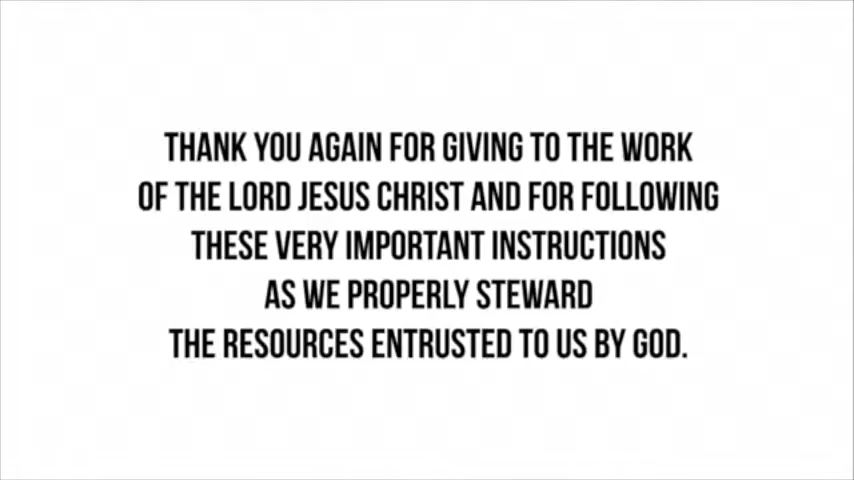 THANK YOU AGAIN FOR GIVING TO THE WORK
OF THE LORD JESUS CHRIST AND FOR FOLLOWING
THESE VERY IMPORTANT INSTRUCTIONS
AS WE PROPERLY STEWARD
THE RESOURCES ENTRUSTED TO US BY GOD.